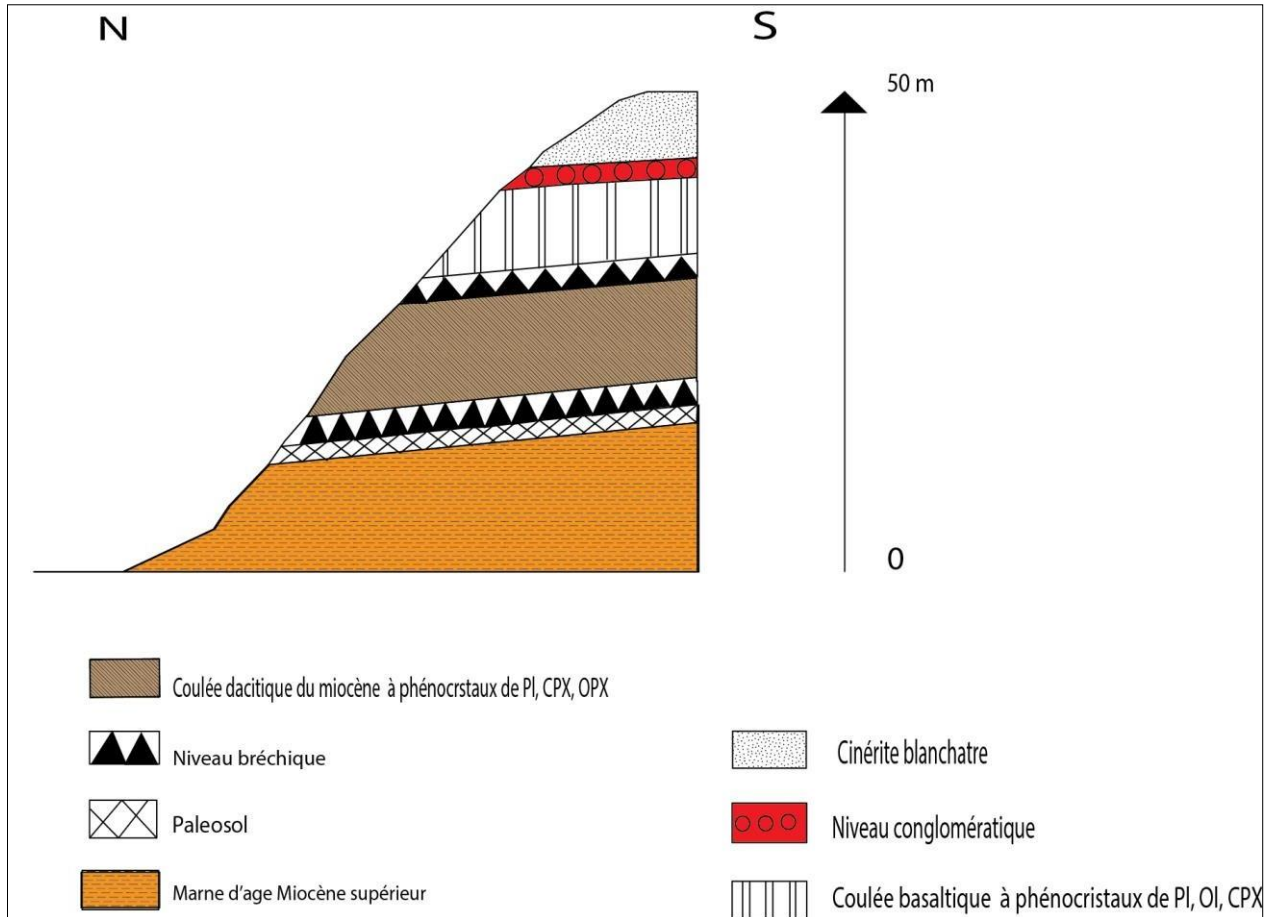 N
S
50 m
0
Coulée dacitique du miocène à phénocrstaux de Pl, CPX, OPX
Niveau bréchique
Paleosol
Marne d'age Miocène supérieur
Cinérite blanchatre
Niveau conglomératique
Coulée basaltique à phénocristaux de Pl, Ol, CPX